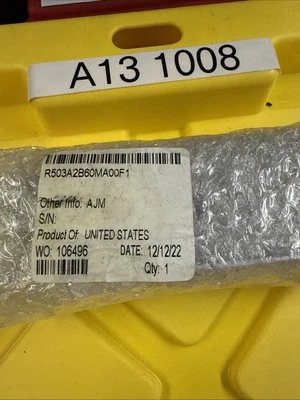 A13 1008
R503A2B60MA00F1
Other Info: AJM
S/N:
Product Of: UNITED STATES
WO: 106496 DATE: 12/12/22
Qty: 1